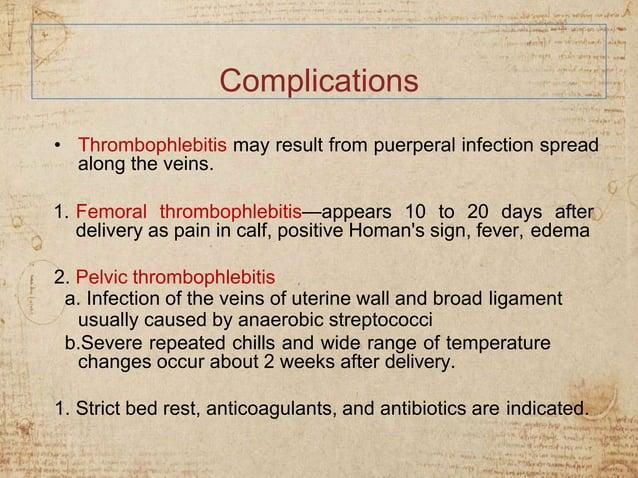 Complications
• Thrombophlebitis may result from puerperal infection spread
along the veins.
1. Femoral thrombophlebitis—appears 10 to 20 days after
delivery as pain in calf, positive Homan's sign, fever, edema
2. Pelvic thrombophlebitis
a. Infection of the veins of uterine wall and broad ligament
usually caused by anaerobic streptococci
b.Severe repeated chills and wide range of temperature
changes occur about 2 weeks after delivery.
1. Strict bed rest, anticoagulants, and antibiotics are indicated.